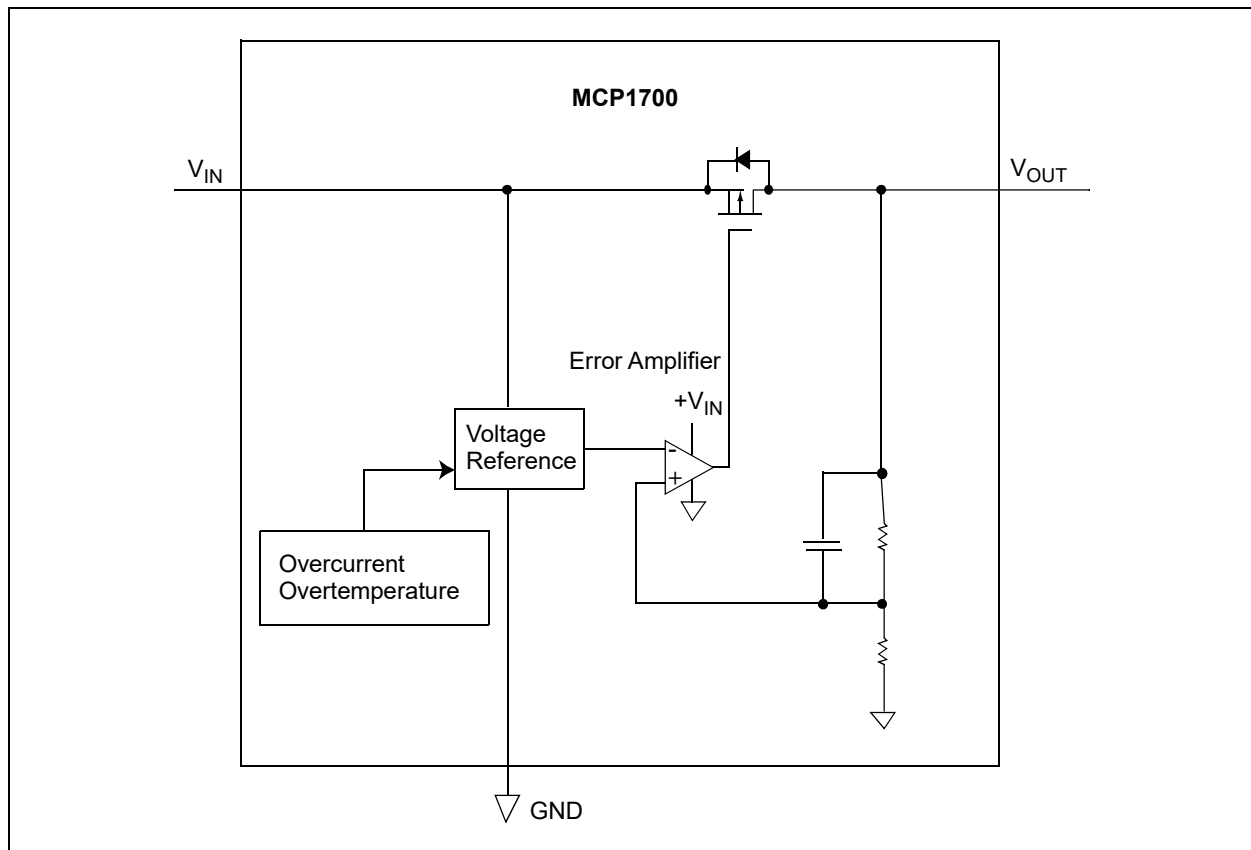 MCP1700
VIN
VOUT
Error Amplifier
+VIN
Voltage
Reference
-
+
Overcurrent
Overtemperature
GND